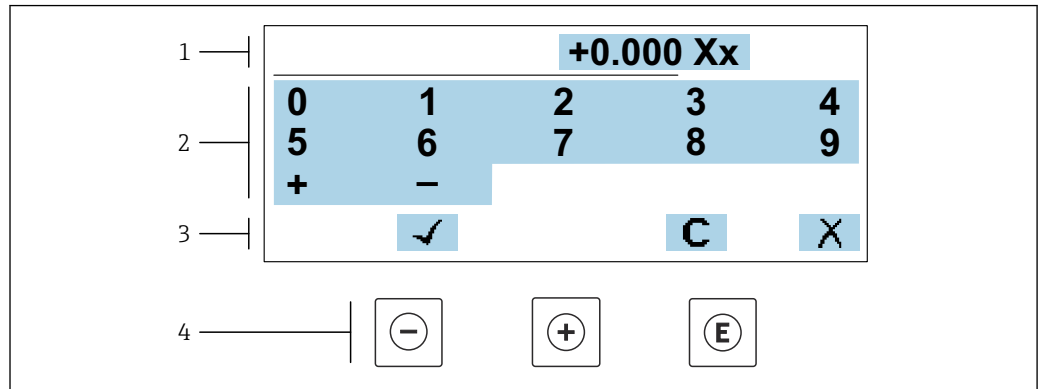 1 +0.000 Xx
0 1 2 3 4
2 5 6 7 8 9
+ −
3 ✓ C X
4 − + E